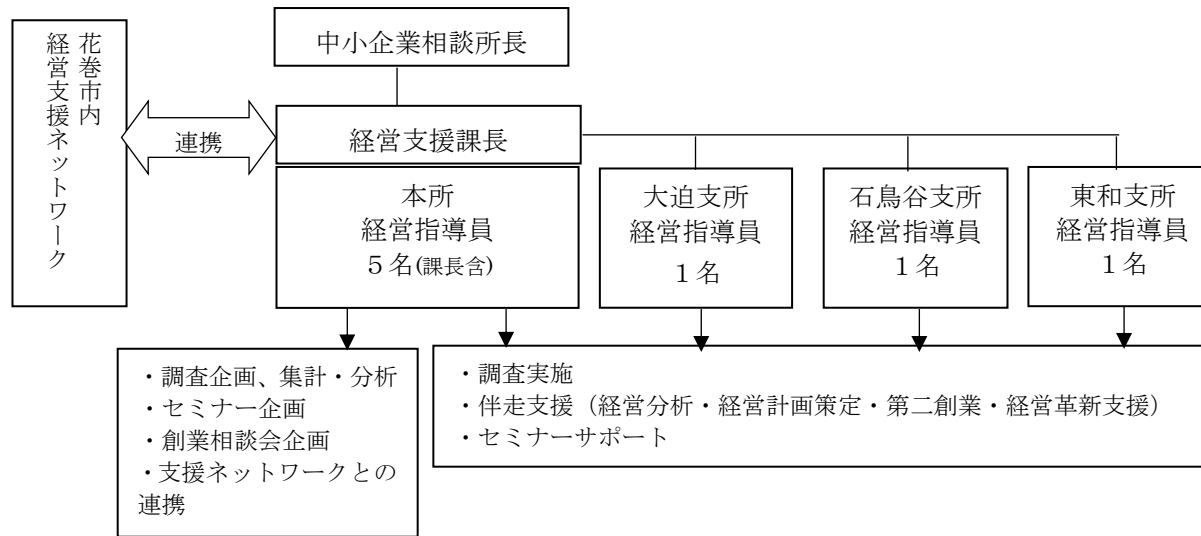 花巻市内
経営支援ネットワーク
中小企業相談所長
連携
経営支援課長
本所
経営指導員
５名(課長含)
大迫支所
経営指導員
１名
石鳥谷支所
経営指導員
１名
東和支所
経営指導員
１名
・調査企画、集計・分析
・セミナー企画
・創業相談会企画
・支援ネットワークとの
連携
・調査実施
・伴走支援（経営分析・経営計画策定・第二創業・経営革新支援）
・セミナーサポート